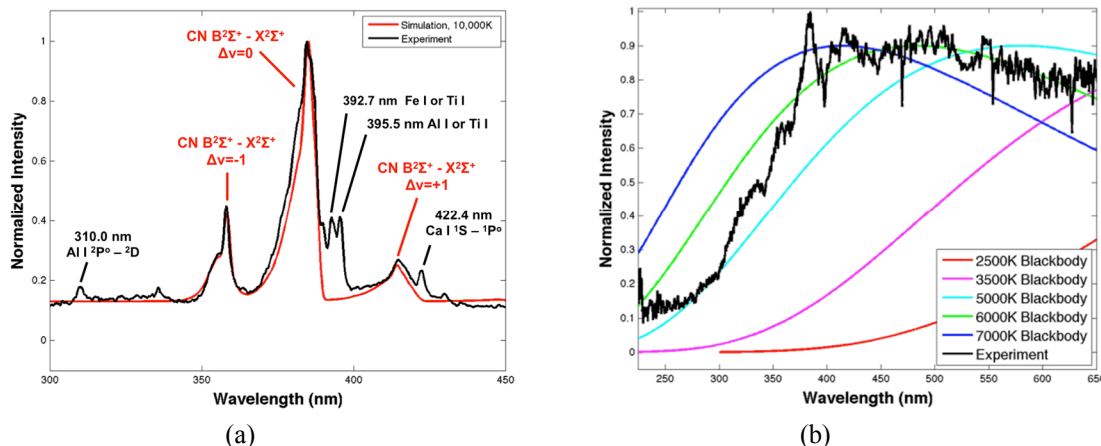 Simulation, 10,000K
Experiment
CN B²Σ⁺ - X²Σ⁺
Δv=0
392.7 nm Fe I or Ti I
395.5 nm Al I or Ti I
CN B²Σ⁺ - X²Σ⁺
Δv=-1
CN B²Σ⁺ - X²Σ⁺
Δv=+1
422.4 nm
Ca I ¹S – ¹Pº
310.0 nm
Al I ²Pº – ²D
Normalized Intensity
1
0.8
0.6
0.4
0.2
0
300
350
400
450
Wavelength (nm)
(a)
Normalized Intensity
1
0.9
0.8
0.7
0.6
0.5
0.4
0.3
0.2
0.1
0
2500K Blackbody
3500K Blackbody
5000K Blackbody
6000K Blackbody
7000K Blackbody
Experiment
250
300
350
400
450
500
550
600
650
Wavelength (nm)
(b)